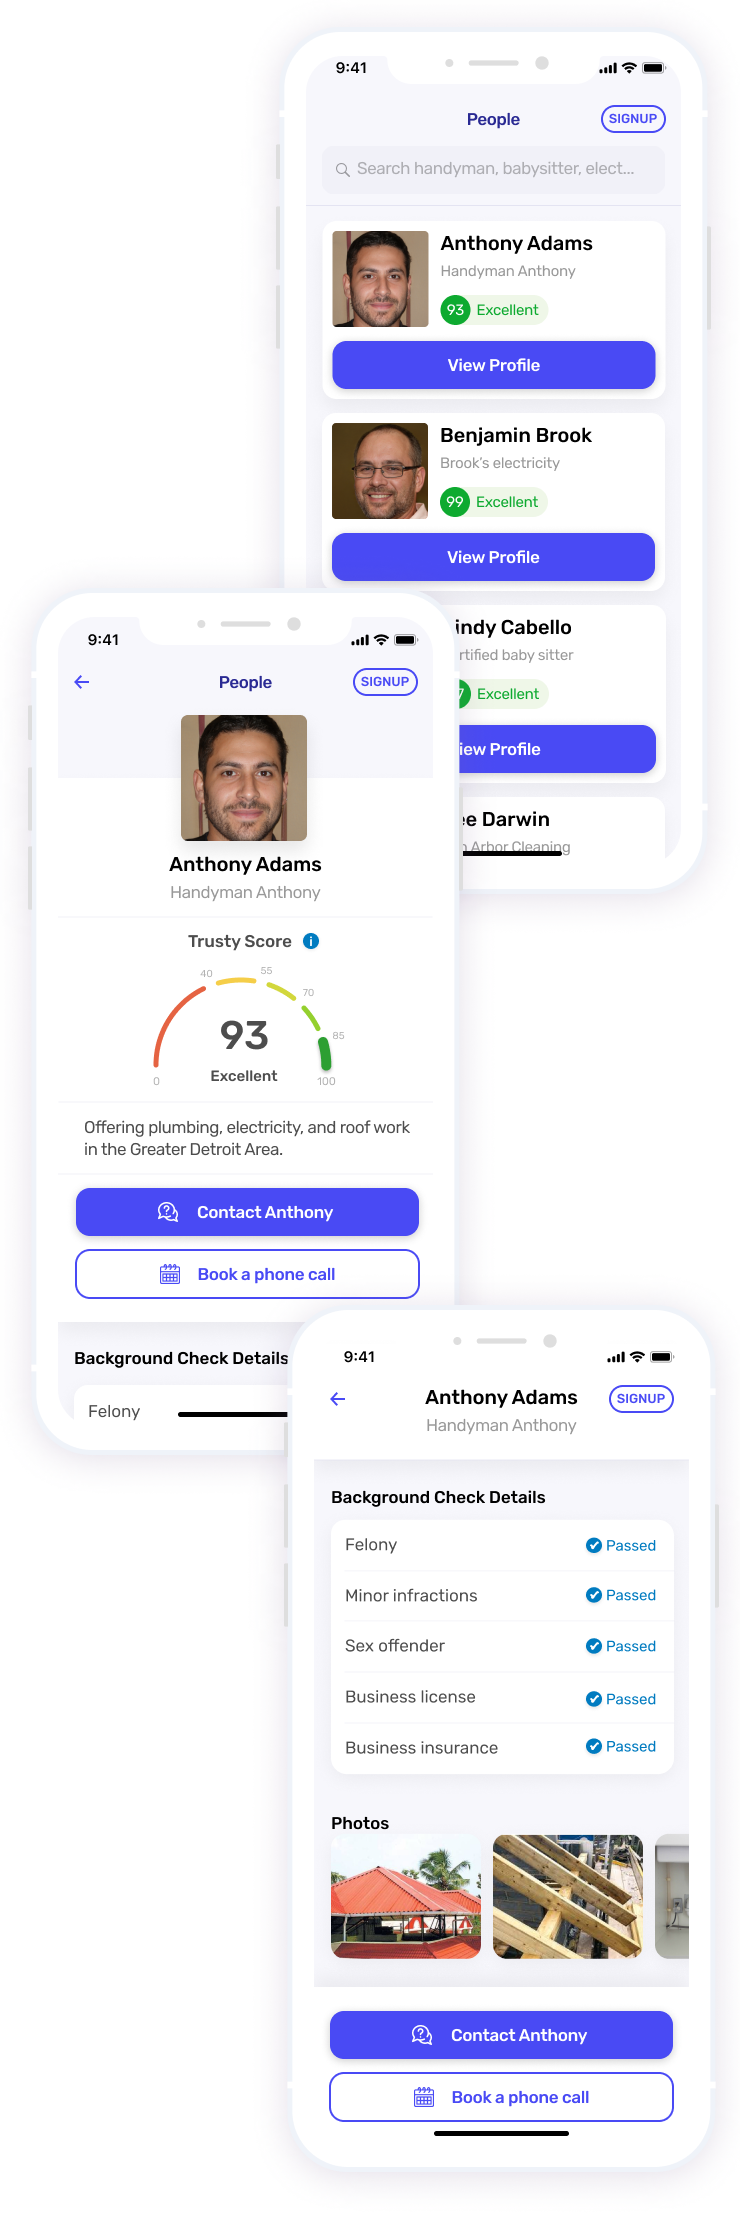 9:41
People
SIGNUP
Search handyman, babysitter, elect...
Anthony Adams
Handyman Anthony
93 Excellent
View Profile
Benjamin Brook
Brook's electricity
99 Excellent
View Profile
indy Cabello
rtified baby sitter
7 Excellent
iew Profile
ee Darwin
n Arbor Cleaning
9:41
People
SIGNUP
Anthony Adams
Handyman Anthony
Trusty Score i
0
40
55
70
85
100
93
Excellent
Offering plumbing, electricity, and roof work
in the Greater Detroit Area.
Contact Anthony
Book a phone call
Background Check Details
Felony
9:41
Anthony Adams
SIGNUP
Handyman Anthony
Background Check Details
Felony Passed
Minor infractions Passed
Sex offender Passed
Business license Passed
Business insurance Passed
Photos
Contact Anthony
Book a phone call